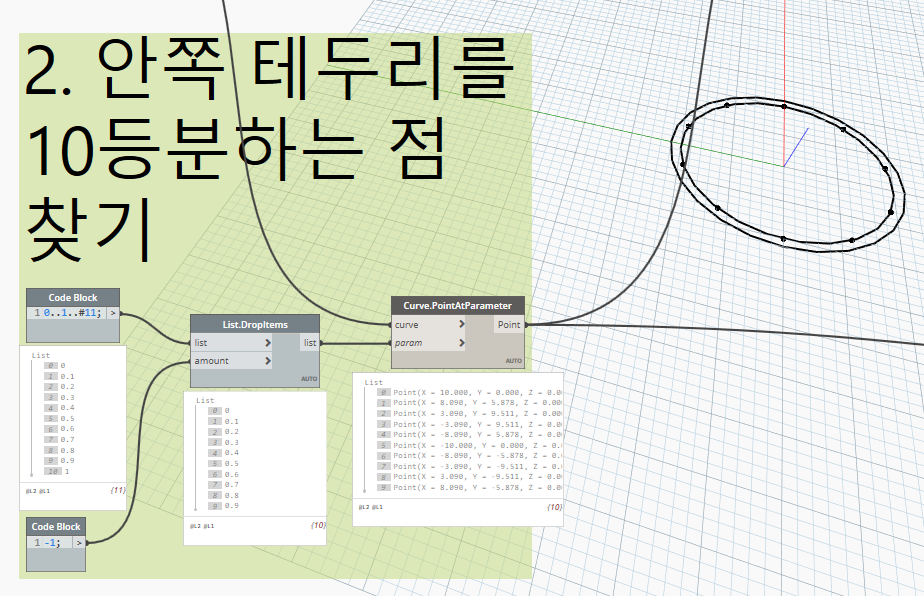 2. 안쪽 테두리를
10등분하는 점
찾기
Code Block
1 0..1..#11; >
List
0 0
1 0.1
2 0.2
3 0.3
4 0.4
5 0.5
6 0.6
7 0.7
8 0.8
9 0.9
10 1
@L2 @L1 {11}
Code Block
1 -1; >
List.DropItems
list > list
amount >
AUTO
List
0 0
1 0.1
2 0.2
3 0.3
4 0.4
5 0.5
6 0.6
7 0.7
8 0.8
9 0.9
@L2 @L1 {10}
Curve.PointAtParameter
curve > Point
param >
AUTO
List
0 Point(X = 10.000, Y = 0.000, Z = 0.0
1 Point(X = 8.090, Y = 5.878, Z = 0.00
2 Point(X = 3.090, Y = 9.511, Z = 0.00
3 Point(X = -3.090, Y = 9.511, Z = 0.0
4 Point(X = -8.090, Y = 5.878, Z = 0.0
5 Point(X = -10.000, Y = 0.000, Z = 0.
6 Point(X = -8.090, Y = -5.878, Z = 0.
7 Point(X = -3.090, Y = -9.511, Z = 0.
8 Point(X = 3.090, Y = -9.511, Z = 0.0
9 Point(X = 8.090, Y = -5.878, Z = 0.0
@L2 @L1 {10}